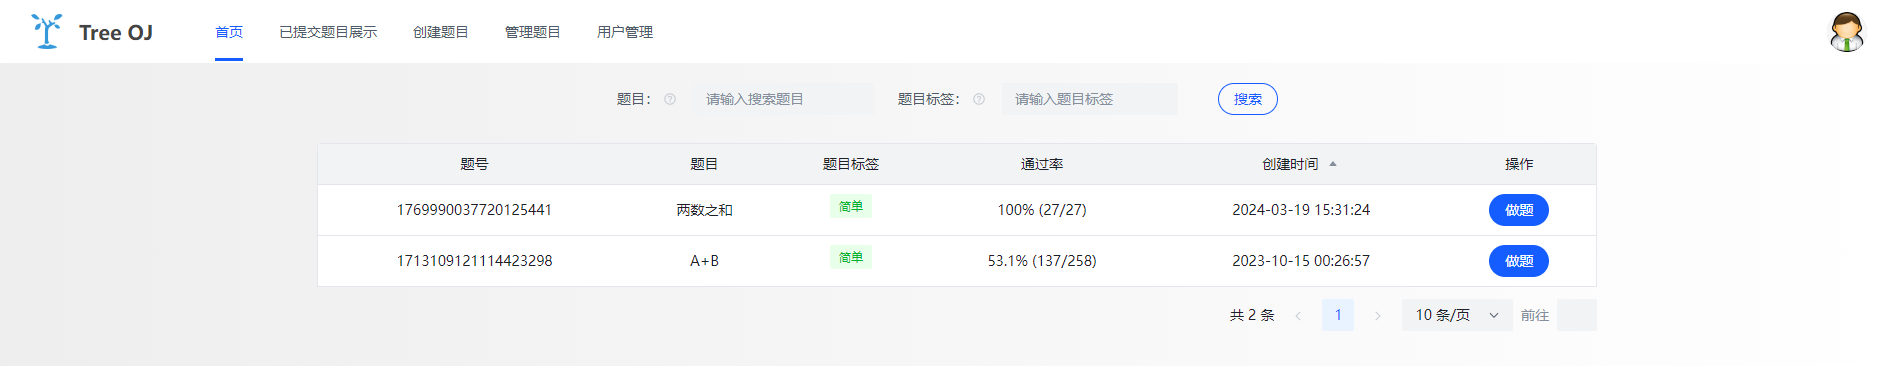 Tree OJ 首页 已提交题目展示 创建题目 管理题目 用户管理
题目： 请输入搜索题目 题目标签： 请输入题目标签 搜索
题号 题目 题目标签 通过率 创建时间 操作
1769990037720125441 两数之和 简单 100% (27/27) 2024-03-19 15:31:24 做题
1713109121114423298 A+B 简单 53.1% (137/258) 2023-10-15 00:26:57 做题
共 2 条 1 10 条/页 前往